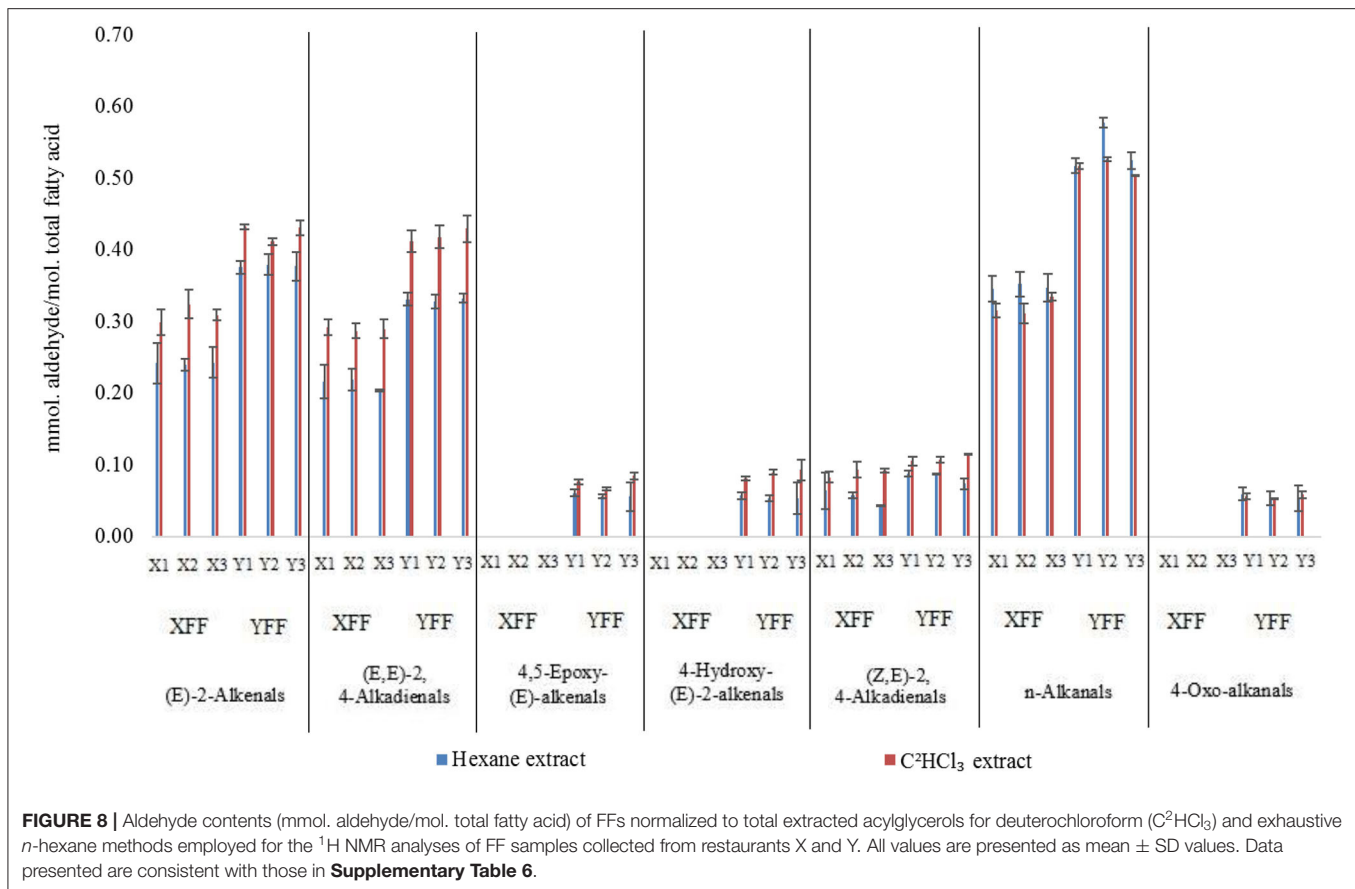 mmol. aldehyde/mol. total fatty acid
0.70
0.60
0.50
0.40
0.30
0.20
0.10
0.00
X1 X2 X3 Y1 Y2 Y3 X1 X2 X3 Y1 Y2 Y3 X1 X2 X3 Y1 Y2 Y3 X1 X2 X3 Y1 Y2 Y3 X1 X2 X3 Y1 Y2 Y3 X1 X2 X3 Y1 Y2 Y3 X1 X2 X3 Y1 Y2 Y3
XFF YFF XFF YFF XFF YFF XFF YFF XFF YFF XFF YFF XFF YFF
(E)-2-Alkenals
(E,E)-2,
4-Alkadienals
4,5-Epoxy-
(E)-alkenals
4-Hydroxy-
(E)-2-alkenals
(Z,E)-2,
4-Alkadienals
n-Alkanals
4-Oxo-alkanals
Hexane extract C²HCl₃ extract
FIGURE 8 | Aldehyde contents (mmol. aldehyde/mol. total fatty acid) of FFs normalized to total extracted acylglycerols for deuterochloroform (C²HCl₃) and exhaustive
n-hexane methods employed for the ¹H NMR analyses of FF samples collected from restaurants X and Y. All values are presented as mean ± SD values. Data
presented are consistent with those in Supplementary Table 6.